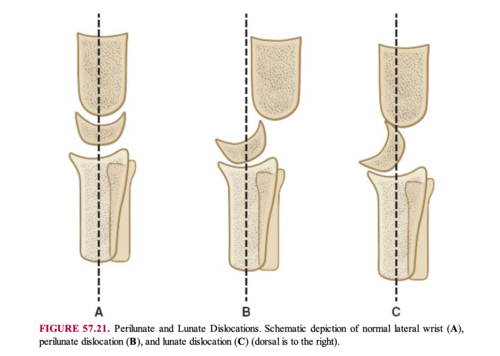 A B C
FIGURE 57.21. Perilunate and Lunate Dislocations. Schematic depiction of normal lateral wrist (A),
perilunate dislocation (B), and lunate dislocation (C) (dorsal is to the right).